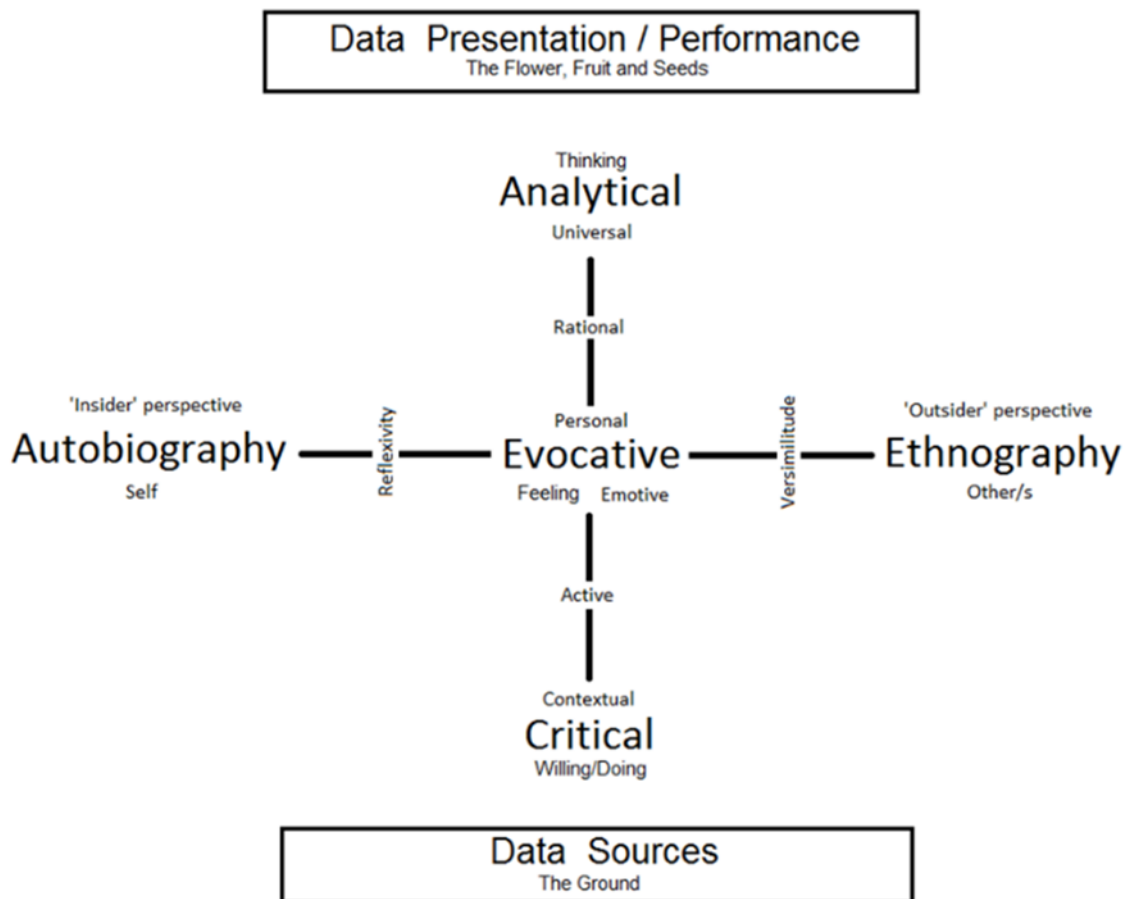 Data Presentation / Performance
The Flower, Fruit and Seeds
Thinking
Analytical
Universal
Rational
'Insider' perspective
Autobiography
Self
Reflexivity
Personal
Evocative
Feeling Emotive
Versimilitude
'Outsider' perspective
Ethnography
Other/s
Active
Contextual
Critical
Willing/Doing
Data Sources
The Ground